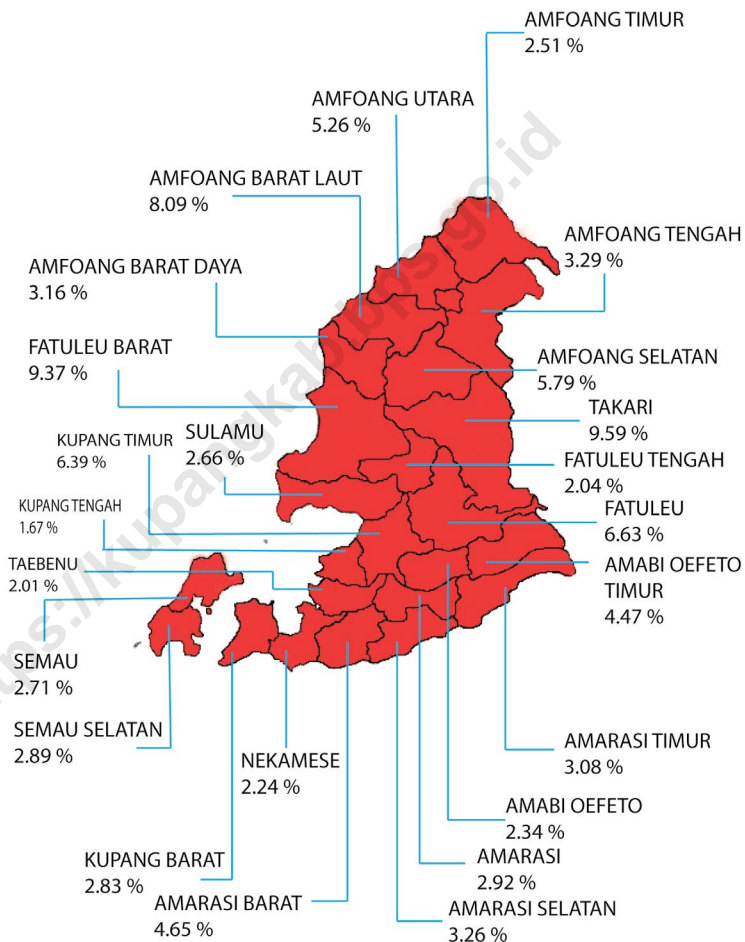 AMFOANG TIMUR
2.51 %
AMFOANG UTARA
5.26 %
AMFOANG BARAT LAUT
8.09 %
AMFOANG TENGAH
3.29 %
AMFOANG BARAT DAYA
3.16 %
FATULEU BARAT
9.37 %
AMFOANG SELATAN
5.79 %
TAKARI
9.59 %
KUPANG TIMUR
6.39 %
SULAMU
2.66 %
FATULEU TENGAH
2.04 %
KUPANG TENGAH
1.67 %
FATULEU
6.63 %
TAEBENU
2.01 %
AMABI OEFETO
TIMUR
4.47 %
SEMAU
2.71 %
SEMAU SELATAN
2.89 %
NEKAMESE
2.24 %
AMARASI TIMUR
3.08 %
AMABI OEFETO
2.34 %
KUPANG BARAT
2.83 %
AMARASI
2.92 %
AMARASI BARAT
4.65 %
AMARASI SELATAN
3.26 %
https://kupangkab.bps.go.id